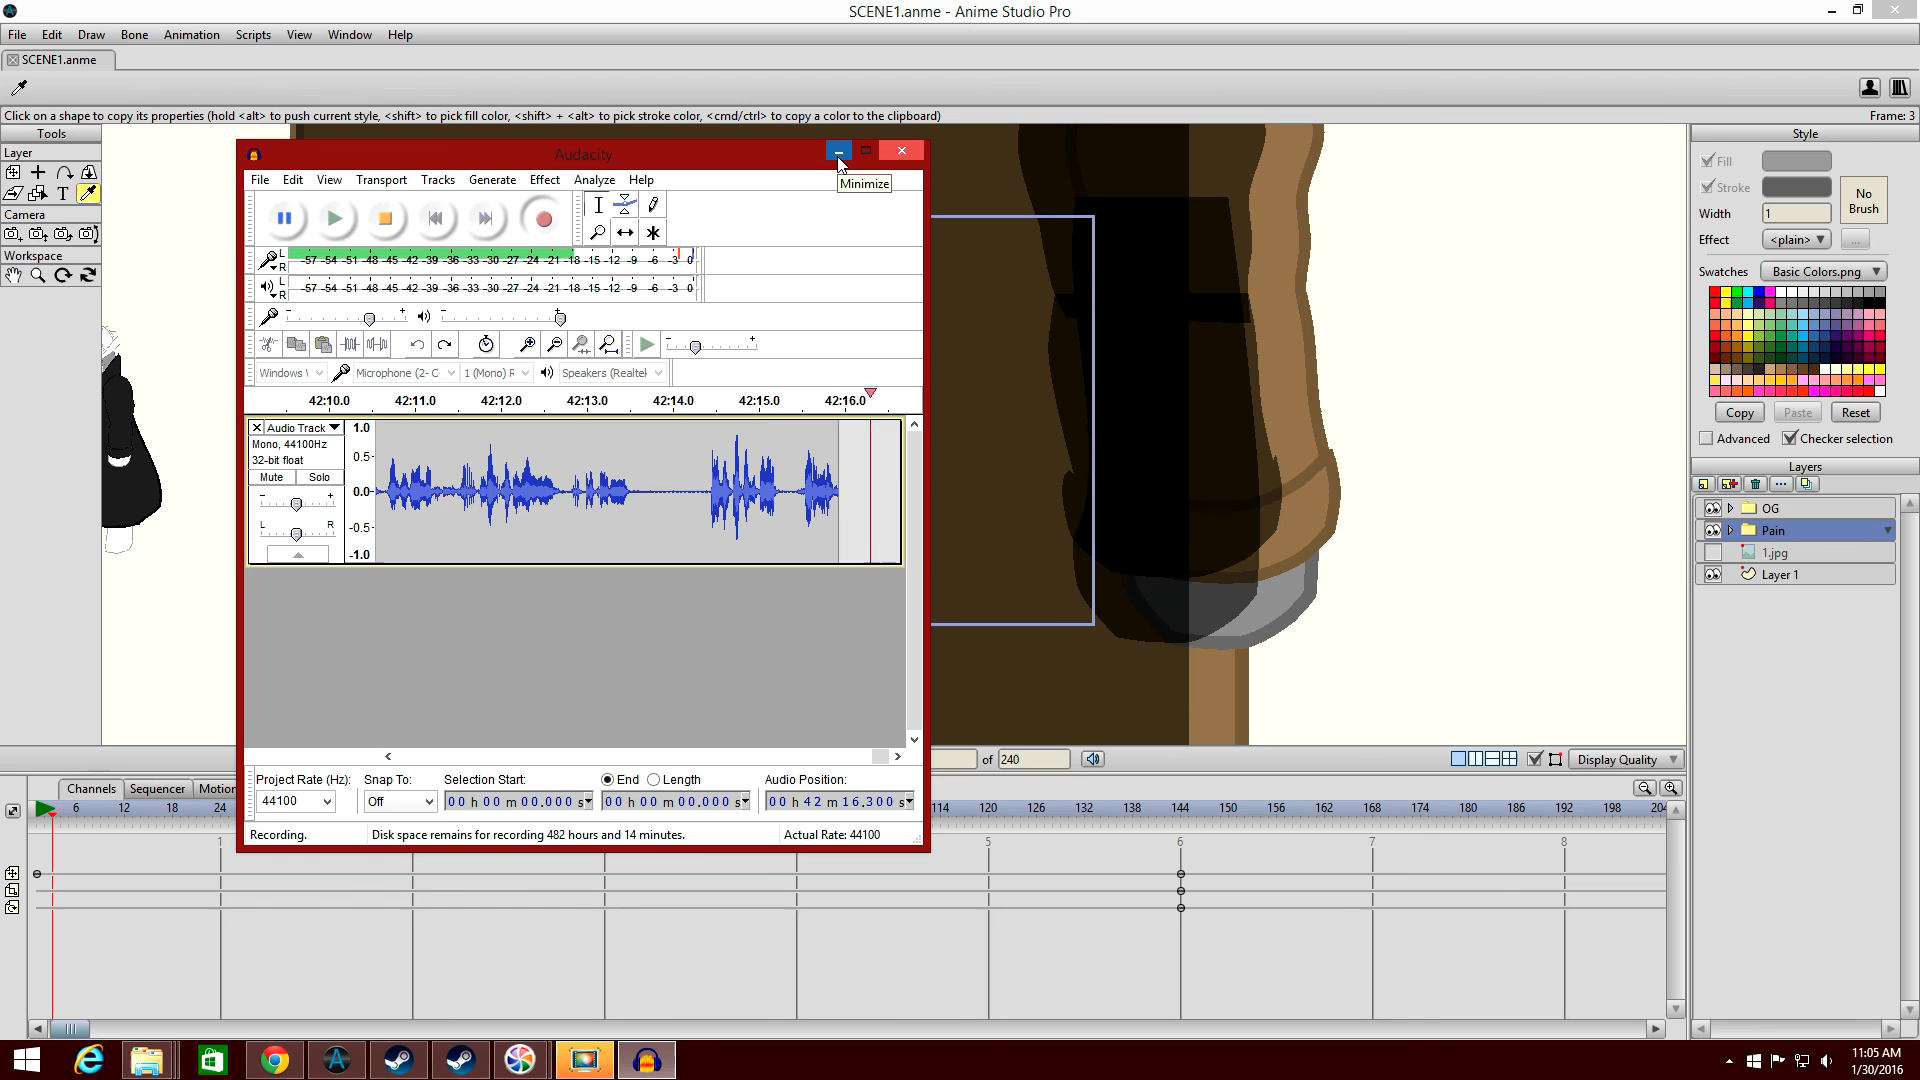 SCENE1.anme - Anime Studio Pro
File Edit Draw Bone Animation Scripts View Window Help
SCENE1.anme
Click on a shape to copy its properties (hold <alt> to push current style, <shift> to pick fill color, <shift> + <alt> to pick stroke color, <cmd/ctrl> to copy a color to the clipboard)
Frame: 3
Tools
Layer
T
Camera
Workspace
Audacity
Minimize
File Edit View Transport Tracks Generate Effect Analyze Help
L
R
-57 -54 -51 -48 -45 -42 -39 -36 -33 -30 -27 -24 -21 -18 -15 -12 -9 -6 -3 0
L
R
-57 -54 -51 -48 -45 -42 -39 -36 -33 -30 -27 -24 -21 -18 -15 -12 -9 -6 -3 0
Microphone (2- C
1 (Mono) R
Speakers (Realtel
42:10.0 42:11.0 42:12.0 42:13.0 42:14.0 42:15.0 42:16.0
Audio Track
Mono, 44100Hz
32-bit float
Mute Solo
L R
1.0
0.5
0.0
-0.5
-1.0
Project Rate (Hz): Snap To: Selection Start: End Length Audio Position:
44100 Off 00 h 00 m 00.000 s 00 h 00 m 00.000 s 00 h 42 m 16.300 s
Recording. Disk space remains for recording 482 hours and 14 minutes. Actual Rate: 44100
Style
Fill
Stroke
No
Brush
Width 1
Effect <plain> ...
Swatches Basic Colors.png
Copy Paste Reset
Advanced Checker selection
Layers
OG
Pain
1.jpg
Layer 1
of 240
Display Quality
Channels Sequencer Motion
6 12 18 24
114 120 126 132 138 144 150 156 162 168 174 180 186 192 198 204
1 5 6 7 8
11:05 AM
1/30/2016